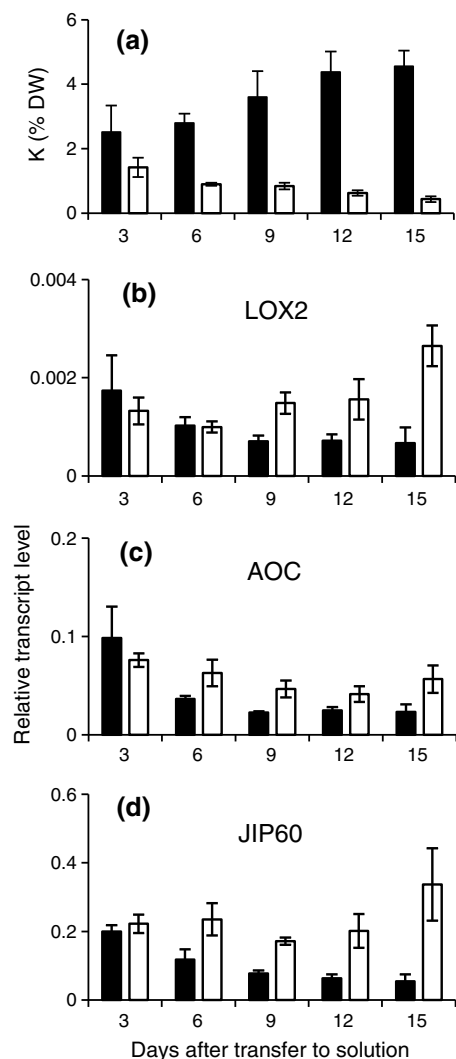 (a)
K (% DW)
6
4
2
0
3 6 9 12 15
(b)
LOX2
0.004
0.002
0
3 6 9 12 15
Relative transcript level
(c)
AOC
0.2
0.1
0
3 6 9 12 15
(d)
JIP60
0.6
0.4
0.2
0
3 6 9 12 15
Days after transfer to solution